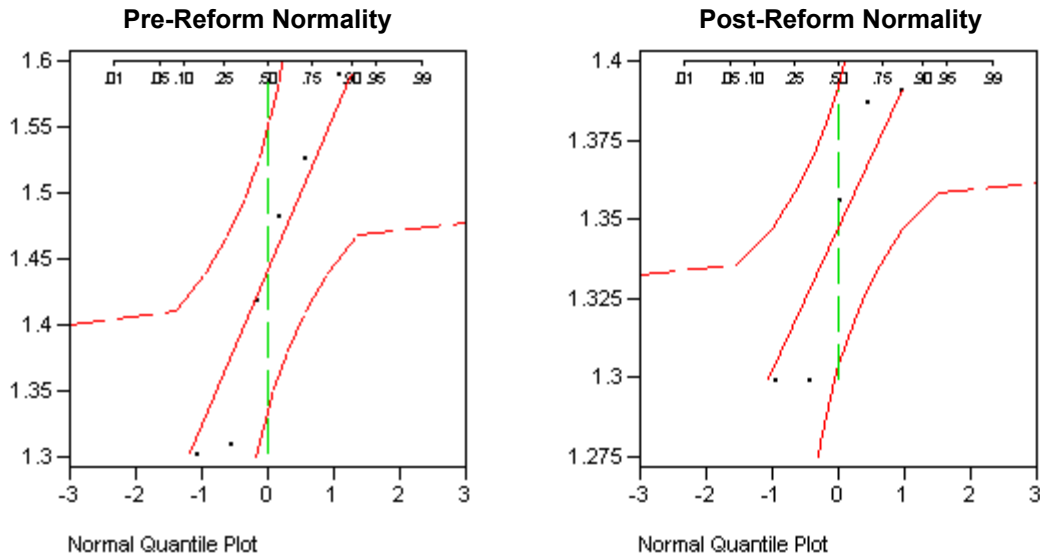 Pre-Reform Normality
Post-Reform Normality
1.6
1.55
1.5
1.45
1.4
1.35
1.3
.01 .05 .10 .25 .50 .75 .90 .95 .99
-3 -2 -1 0 1 2 3
Normal Quantile Plot
1.4
1.375
1.35
1.325
1.3
1.275
.01 .05 .10 .25 .50 .75 .90 .95 .99
-3 -2 -1 0 1 2 3
Normal Quantile Plot